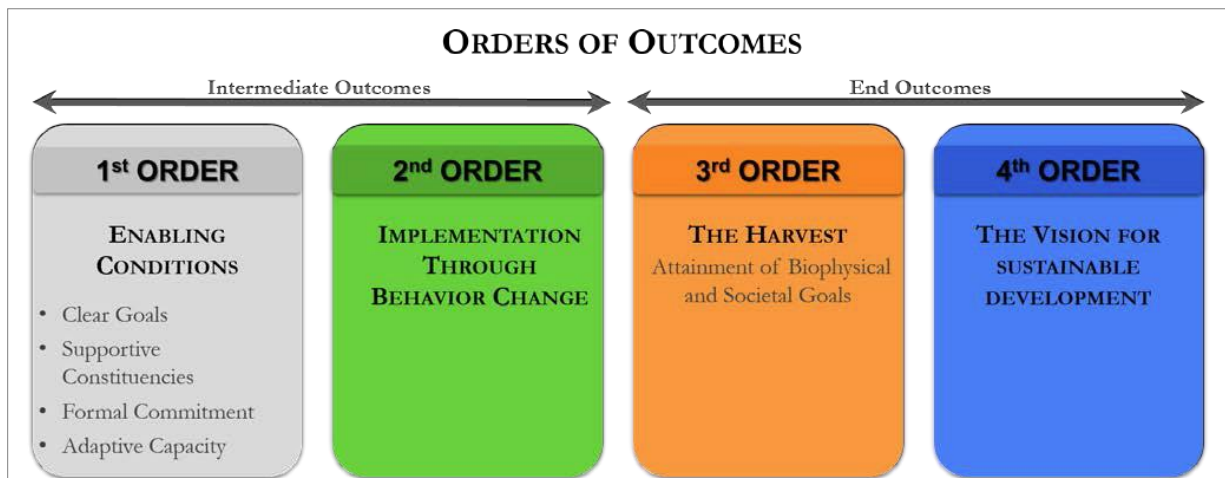 ORDERS OF OUTCOMES
Intermediate Outcomes
End Outcomes
1st ORDER
ENABLING
CONDITIONS
• Clear Goals
• Supportive
Constituencies
• Formal Commitment
• Adaptive Capacity
2nd ORDER
IMPLEMENTATION
THROUGH
BEHAVIOR CHANGE
3rd ORDER
THE HARVEST
Attainment of Biophysical
and Societal Goals
4th ORDER
THE VISION FOR
SUSTAINABLE
DEVELOPMENT